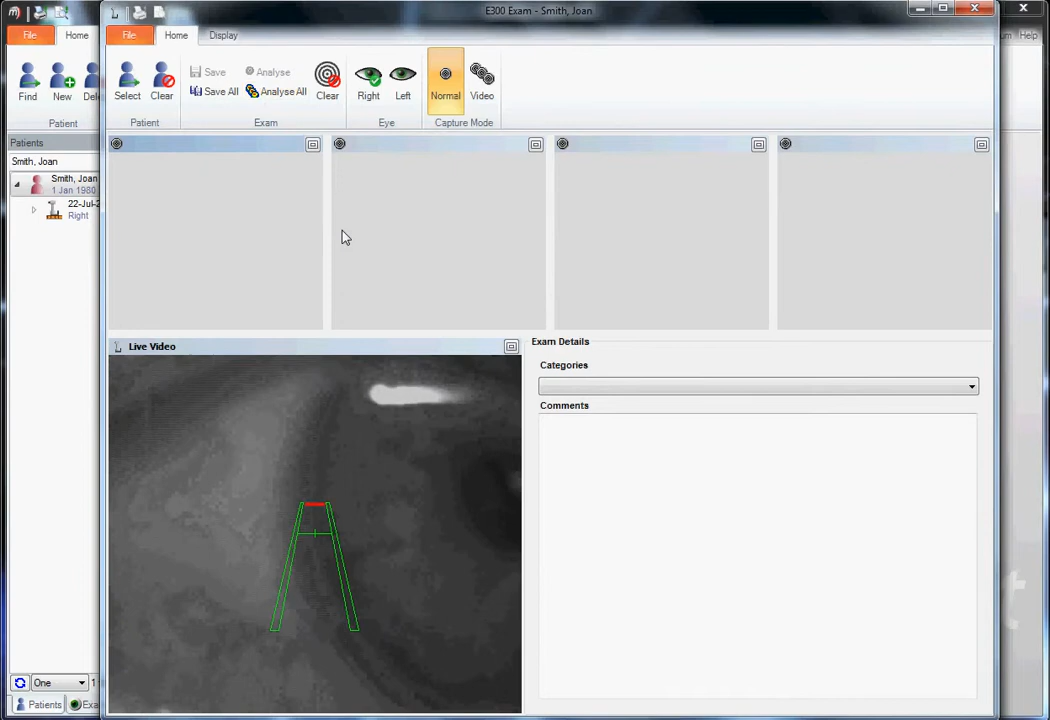 E300 Exam - Smith, Joan
File Home Help
File Home Display
Find New
Patient
Select Clear
Patient
Save Analyse
Save All Analyse All
Clear
Exam
Right Left
Eye
Normal Video
Capture Mode
Patients
Smith, Joan
Smith, Joan
1 Jan 1980
Right
Live Video
Exam Details
Categories
Comments
One
Patients